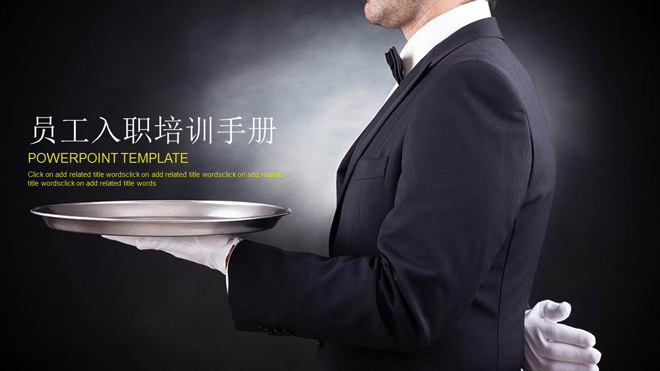 员工入职培训手册
POWERPOINT TEMPLATE
Click on add related title wordsclick on add related title wordsclick on add related
title wordsclick on add related title words